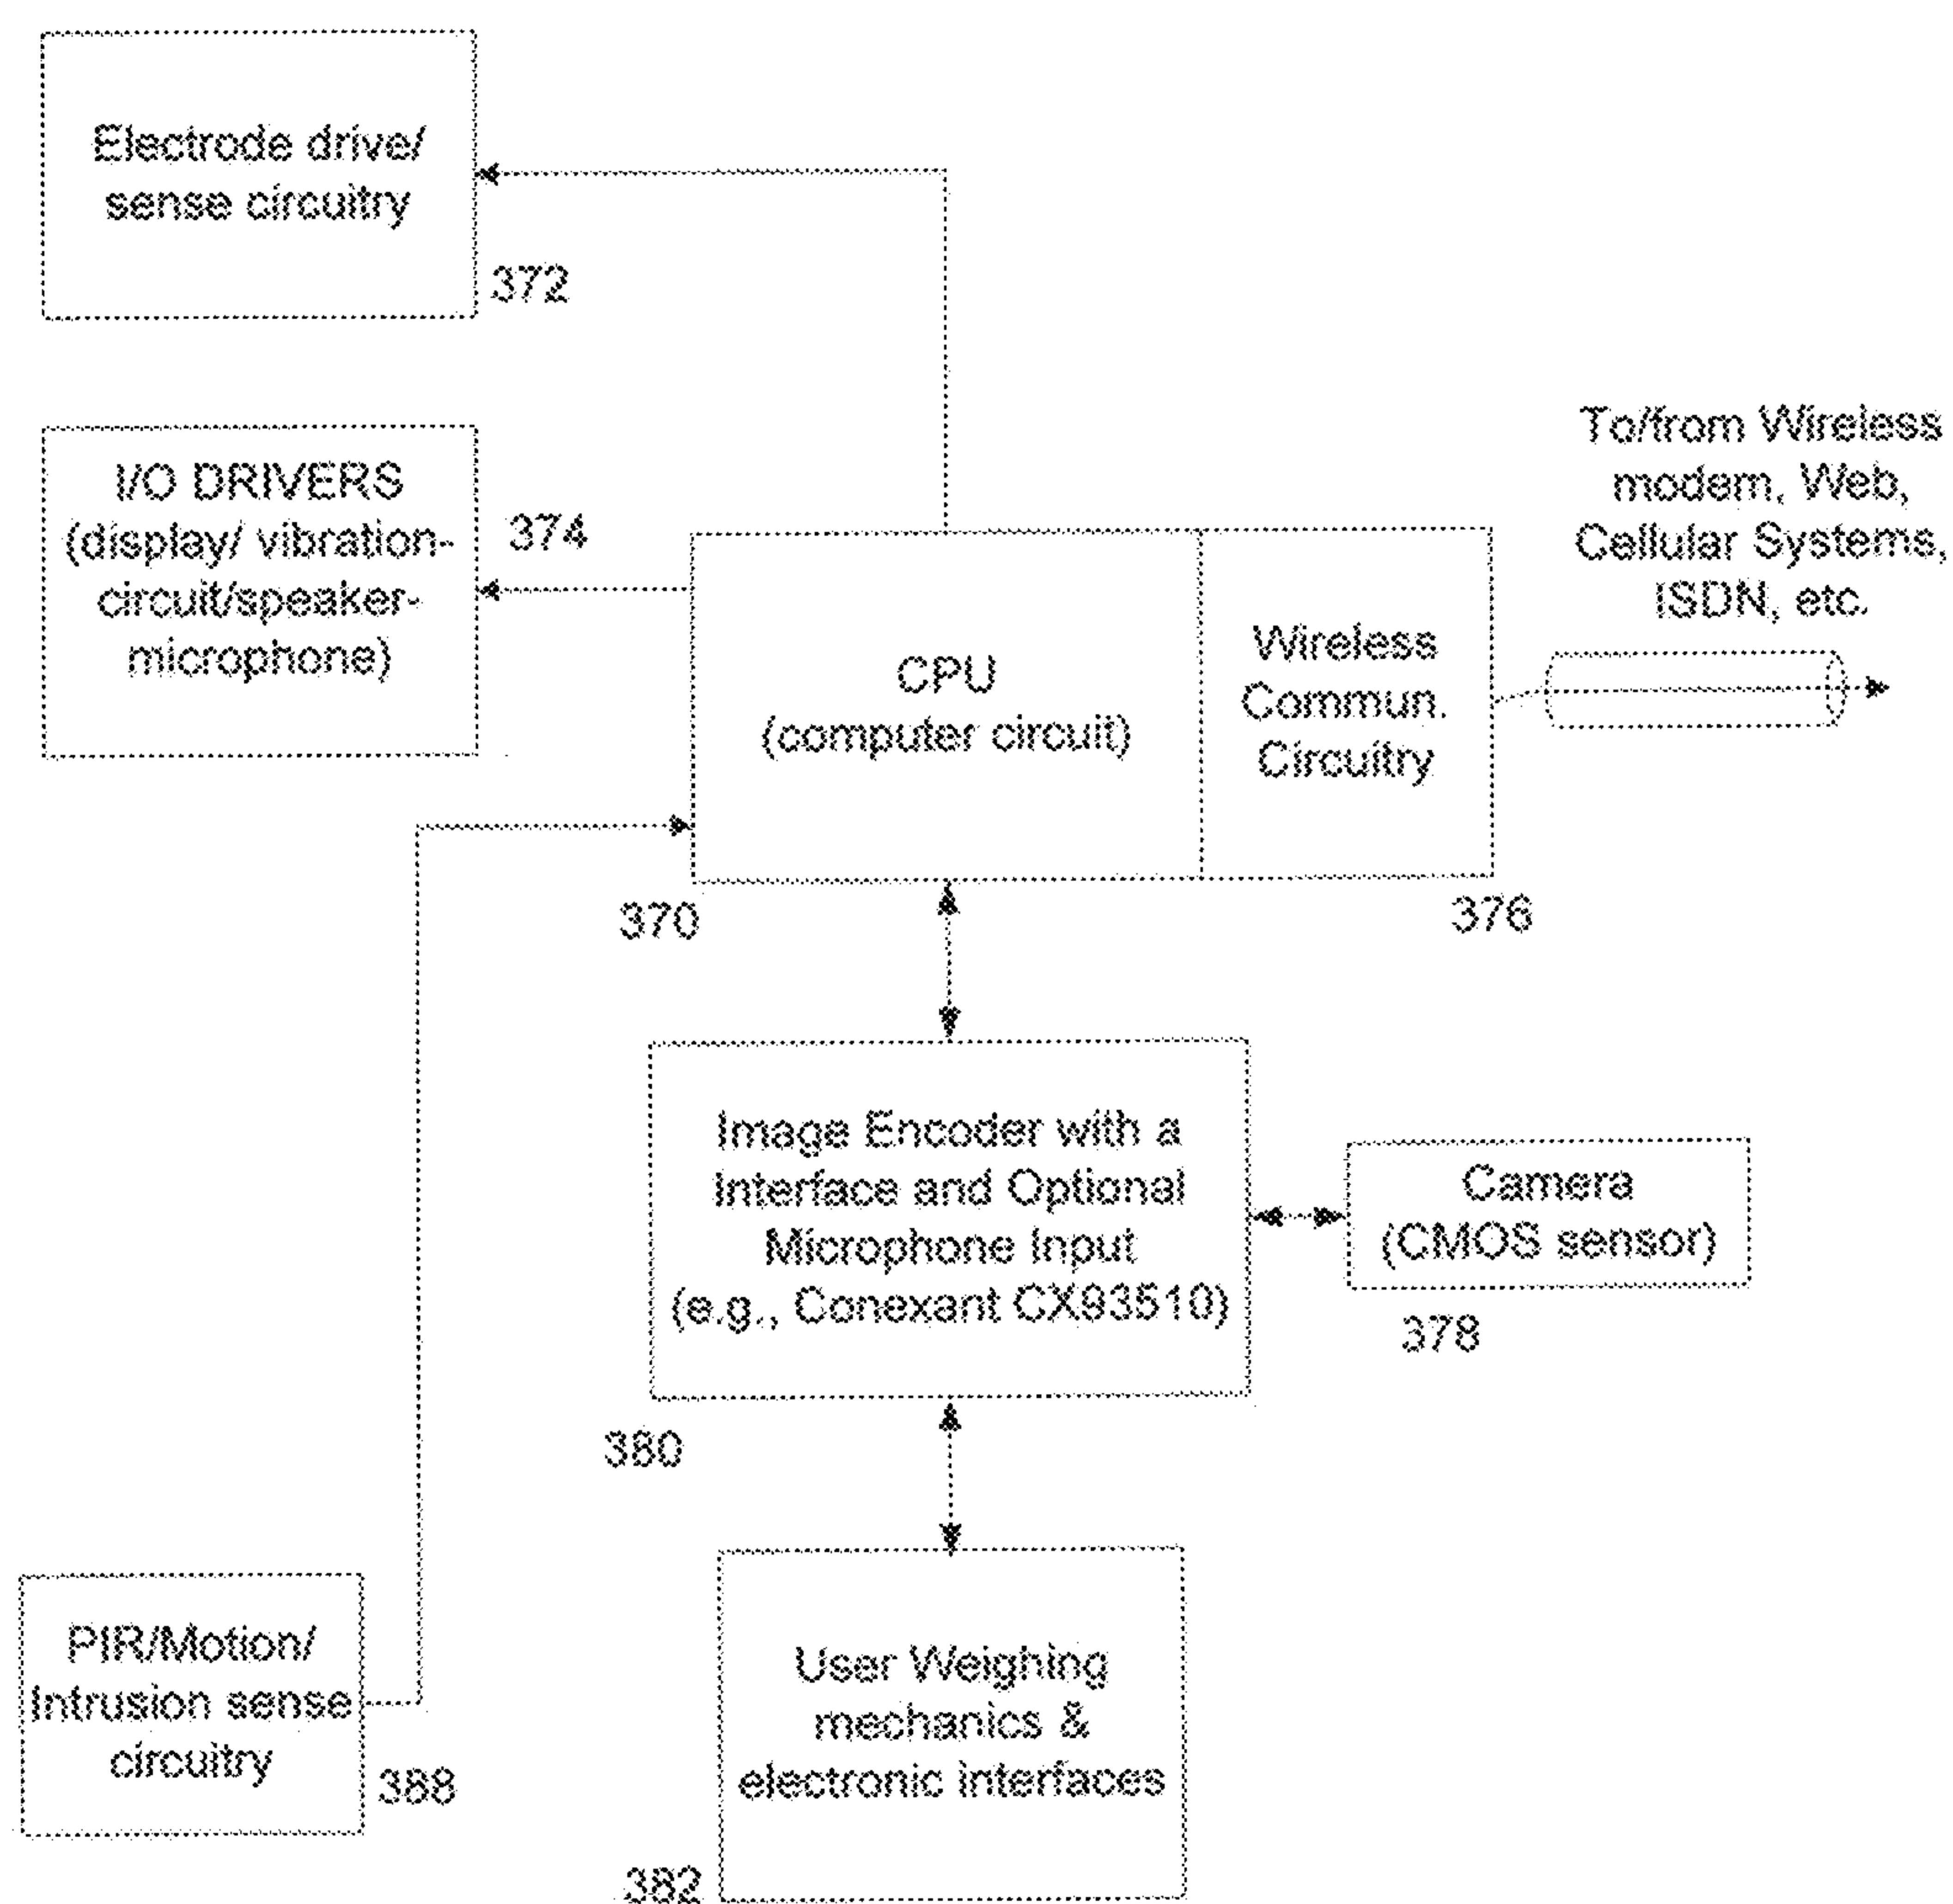 Electrode drive/
sense circuitry
372
I/O DRIVERS
(display/ vibration-
circuit/speaker-
microphone)
374
To/from Wireless
modem, Web,
Cellular Systems,
ISDN, etc.
CPU
(computer circuit)
370
Wireless
Commun.
Circuitry
376
Image Encoder with a
Interface and Optional
Microphone Input
(e.g., Conexant CX93510)
380
Camera
(CMOS sensor)
378
PIR/Motion/
Intrusion sense
circuitry
388
User Weighing
mechanics &
electronic interfaces
382